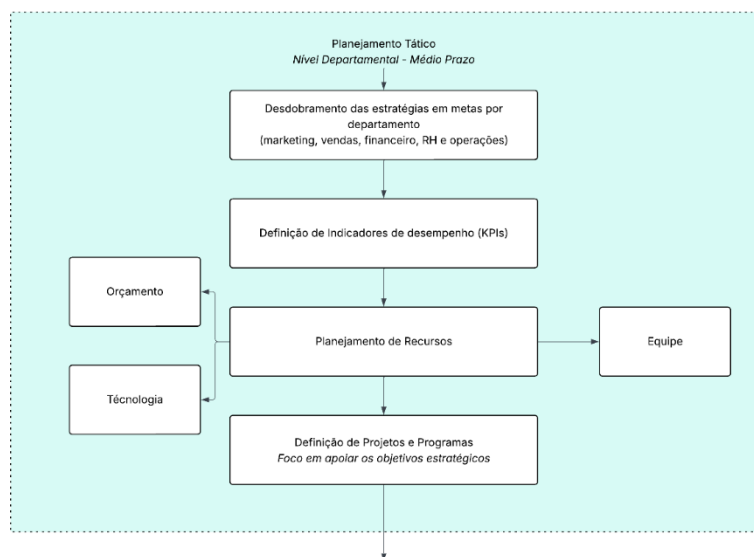 Planejamento Tático
Nível Departamental - Médio Prazo
Desdobramento das estratégias em metas por
departamento
(marketing, vendas, financeiro, RH e operações)
Definição de Indicadores de desempenho (KPIs)
Orçamento
Planejamento de Recursos
Equipe
Técnologia
Definição de Projetos e Programas
Foco em apoiar os objetivos estratégicos